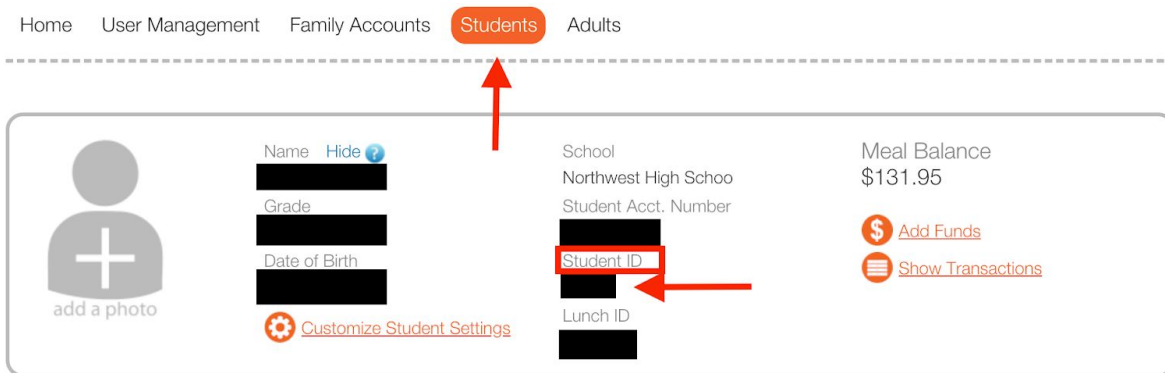 Home User Management Family Accounts Students Adults
Name Hide ?
Grade
Date of Birth
Customize Student Settings
add a photo
School
Northwest High Schoo
Student Acct. Number
Student ID
Lunch ID
Meal Balance
$131.95
$ Add Funds
Show Transactions